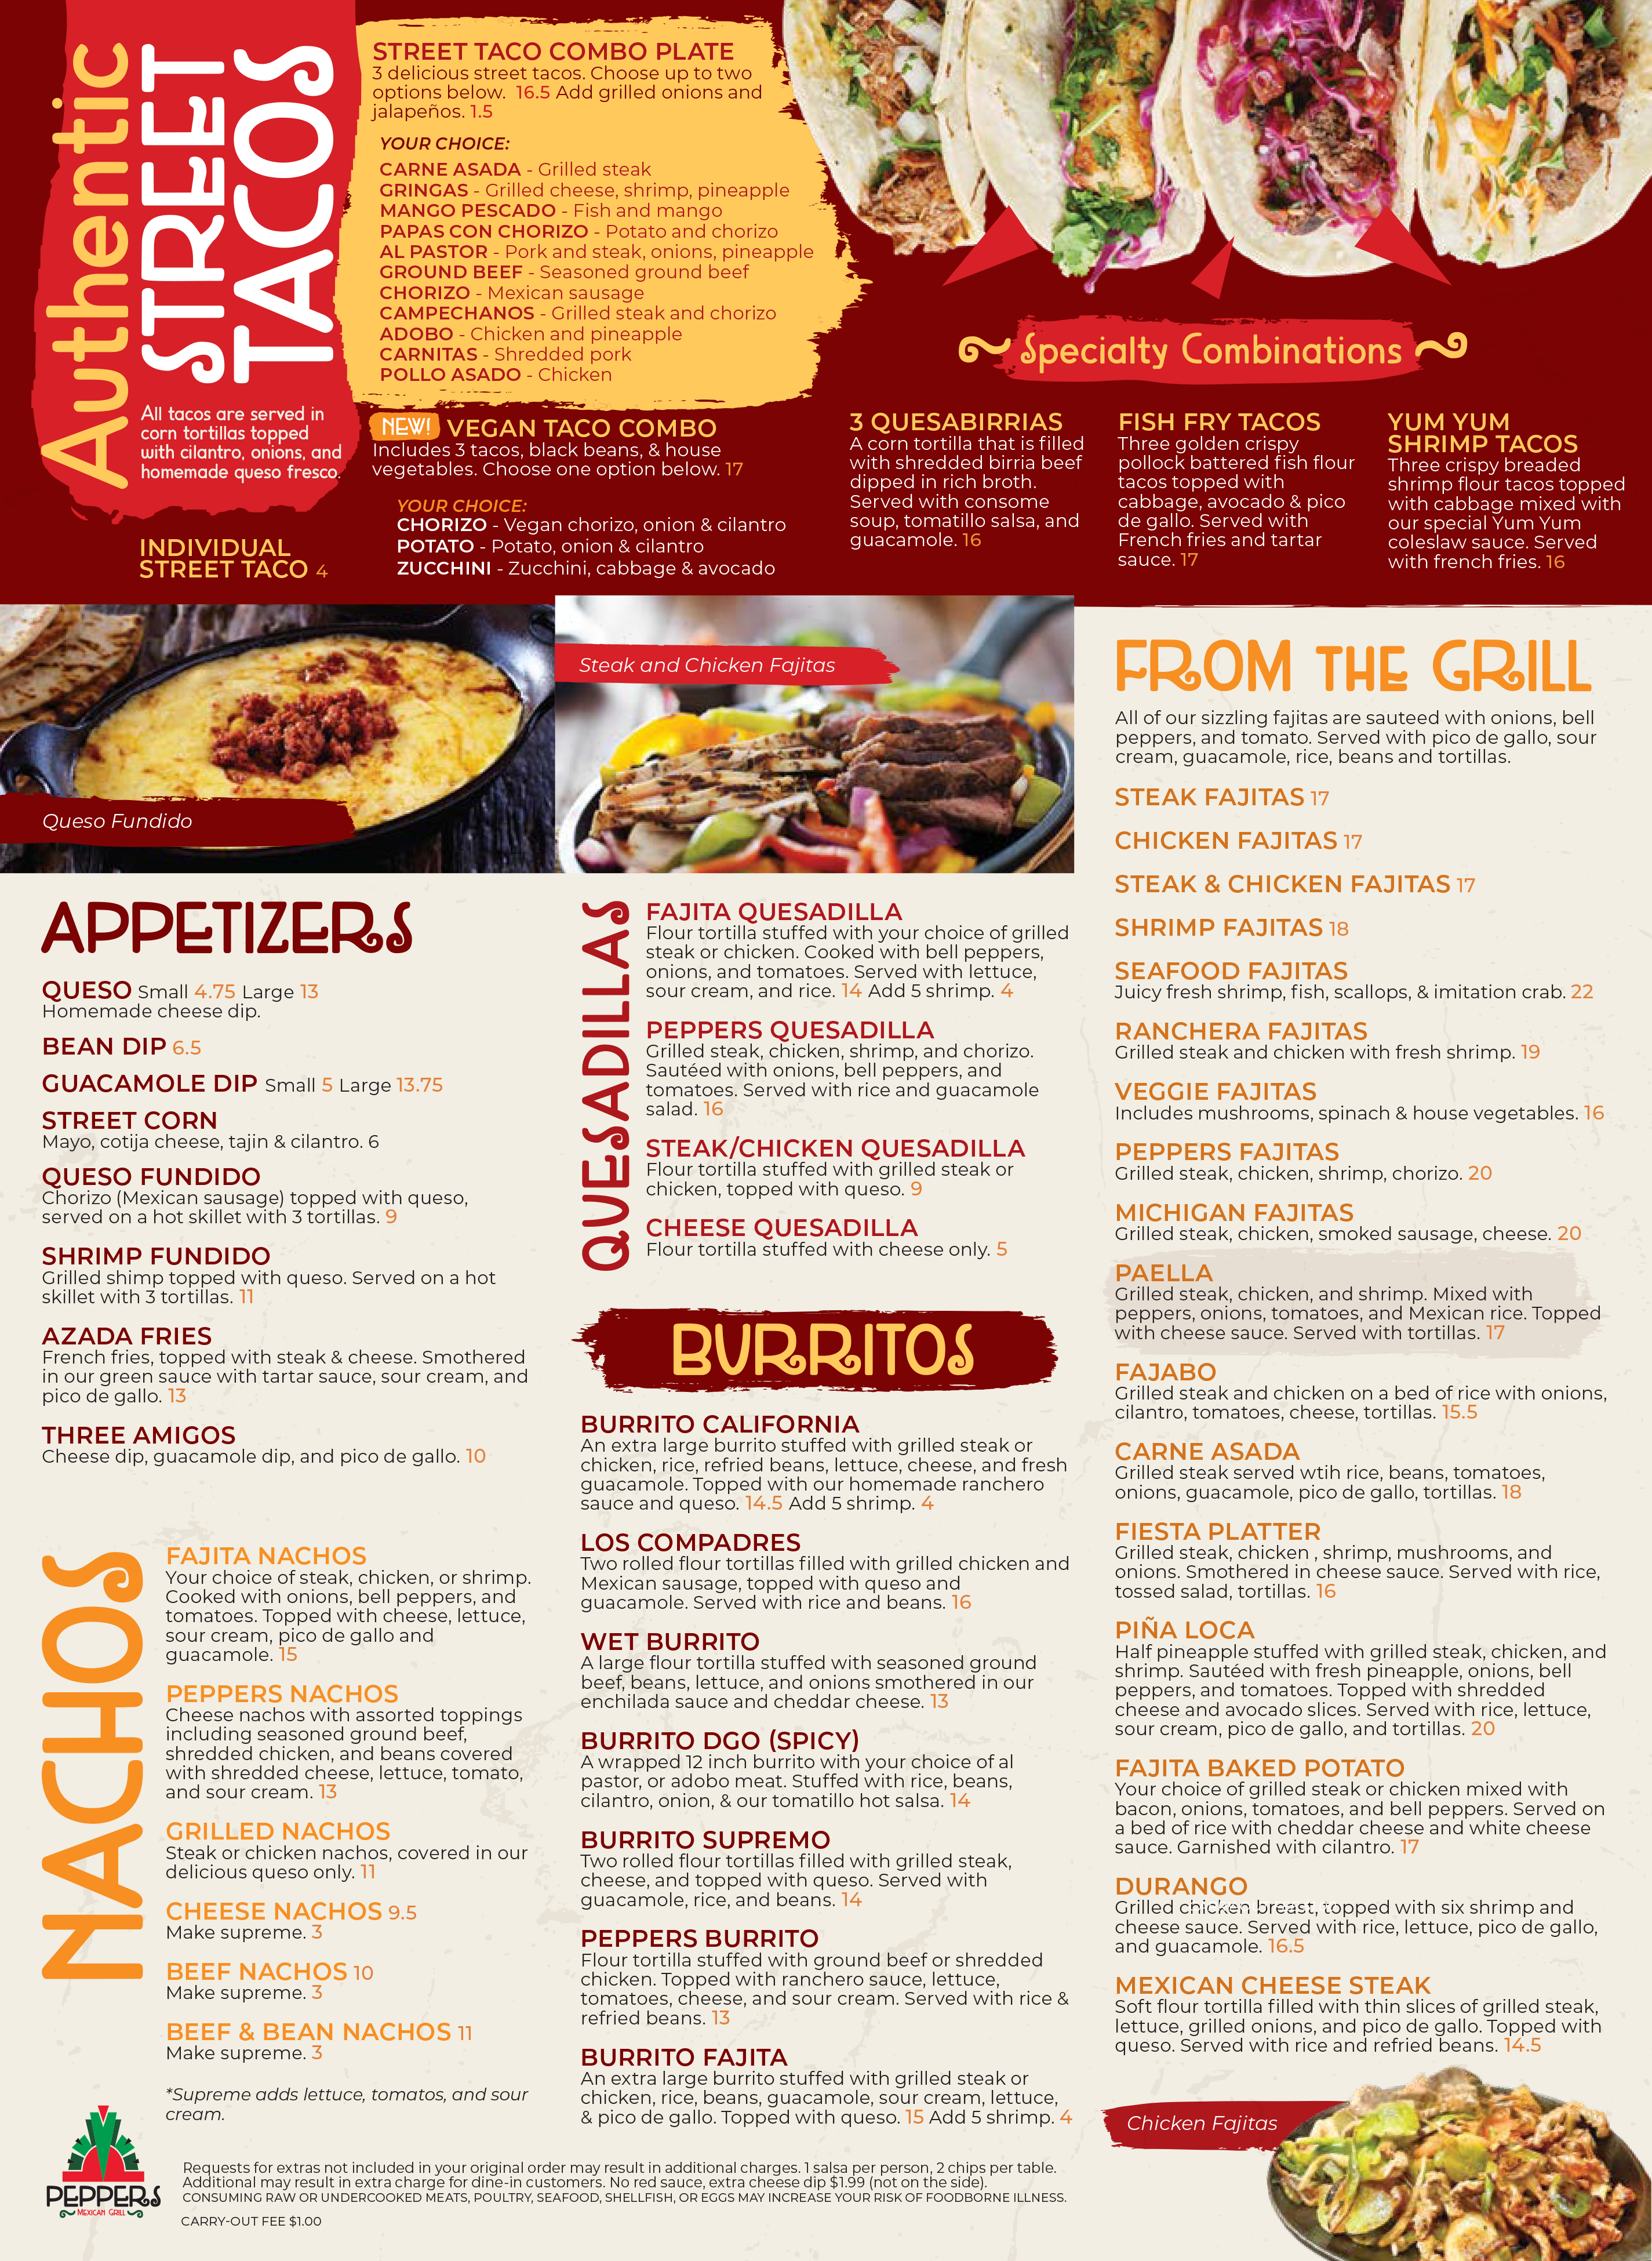 Authentic
STREET
TACOS
All tacos are served in
corn tortillas topped
with cilantro, onions, and
homemade queso fresco.
INDIVIDUAL
STREET TACO 4
STREET TACO COMBO PLATE
3 delicious street tacos. Choose up to two
options below. 16.5 Add grilled onions and
jalapeños. 1.5
YOUR CHOICE:
CARNE ASADA - Grilled steak
GRINGAS - Grilled cheese, shrimp, pineapple
MANGO PESCADO - Fish and mango
PAPAS CON CHORIZO - Potato and chorizo
AL PASTOR - Pork and steak, onions, pineapple
GROUND BEEF - Seasoned ground beef
CHORIZO - Mexican sausage
CAMPECHANOS - Grilled steak and chorizo
ADOBO - Chicken and pineapple
CARNITAS - Shredded pork
POLLO ASADO - Chicken
NEW! VEGAN TACO COMBO
Includes 3 tacos, black beans, & house
vegetables. Choose one option below. 17
YOUR CHOICE:
CHORIZO - Vegan chorizo, onion & cilantro
POTATO - Potato, onion & cilantro
ZUCCHINI - Zucchini, cabbage & avocado
Specialty Combinations
3 QUESABIRRIAS
A corn tortilla that is filled
with shredded birria beef
dipped in rich broth.
Served with consome
soup, tomatillo salsa, and
guacamole. 16
FISH FRY TACOS
Three golden crispy
pollock battered fish flour
tacos topped with
cabbage, avocado & pico
de gallo. Served with
French fries and tartar
sauce. 17
YUM YUM
SHRIMP TACOS
Three crispy breaded
shrimp flour tacos topped
with cabbage mixed with
our special Yum Yum
coleslaw sauce. Served
with french fries. 16
Queso Fundido
Steak and Chicken Fajitas
APPETIZERS
QUESO Small 4.75 Large 13
Homemade cheese dip.
BEAN DIP 6.5
GUACAMOLE DIP Small 5 Large 13.75
STREET CORN
Mayo, cotija cheese, tajin & cilantro. 6
QUESO FUNDIDO
Chorizo (Mexican sausage) topped with queso,
served on a hot skillet with 3 tortillas. 9
SHRIMP FUNDIDO
Grilled shimp topped with queso. Served on a hot
skillet with 3 tortillas. 11
AZADA FRIES
French fries, topped with steak & cheese. Smothered
in our green sauce with tartar sauce, sour cream, and
pico de gallo. 13
THREE AMIGOS
Cheese dip, guacamole dip, and pico de gallo. 10
NACHOS
FAJITA NACHOS
Your choice of steak, chicken, or shrimp.
Cooked with onions, bell peppers, and
tomatoes. Topped with cheese, lettuce,
sour cream, pico de gallo and
guacamole. 15
PEPPERS NACHOS
Cheese nachos with assorted toppings
including seasoned ground beef,
shredded chicken, and beans covered
with shredded cheese, lettuce, tomato,
and sour cream. 13
GRILLED NACHOS
Steak or chicken nachos, covered in our
delicious queso only. 11
CHEESE NACHOS 9.5
Make supreme. 3
BEEF NACHOS 10
Make supreme. 3
BEEF & BEAN NACHOS 11
Make supreme. 3
*Supreme adds lettuce, tomatos, and sour
cream.
QUESADILLAS
FAJITA QUESADILLA
Flour tortilla stuffed with your choice of grilled
steak or chicken. Cooked with bell peppers,
onions, and tomatoes. Served with lettuce,
sour cream, and rice. 14 Add 5 shrimp. 4
PEPPERS QUESADILLA
Grilled steak, chicken, shrimp, and chorizo.
Sautéed with onions, bell peppers, and
tomatoes. Served with rice and guacamole
salad. 16
STEAK/CHICKEN QUESADILLA
Flour tortilla stuffed with grilled steak or
chicken, topped with queso. 9
CHEESE QUESADILLA
Flour tortilla stuffed with cheese only. 5
BURRITOS
BURRITO CALIFORNIA
An extra large burrito stuffed with grilled steak or
chicken, rice, refried beans, lettuce, cheese, and fresh
guacamole. Topped with our homemade ranchero
sauce and queso. 14.5 Add 5 shrimp. 4
LOS COMPADRES
Two rolled flour tortillas filled with grilled chicken and
Mexican sausage, topped with queso and
guacamole. Served with rice and beans. 16
WET BURRITO
A large flour tortilla stuffed with seasoned ground
beef, beans, lettuce, and onions smothered in our
enchilada sauce and cheddar cheese. 13
BURRITO DGO (SPICY)
A wrapped 12 inch burrito with your choice of al
pastor, or adobo meat. Stuffed with rice, beans,
cilantro, onion, & our tomatillo hot salsa. 14
BURRITO SUPREMO
Two rolled flour tortillas filled with grilled steak,
cheese, and topped with queso. Served with
guacamole, rice, and beans. 14
PEPPERS BURRITO
Flour tortilla stuffed with ground beef or shredded
chicken. Topped with ranchero sauce, lettuce,
tomatoes, cheese, and sour cream. Served with rice &
refried beans. 13
BURRITO FAJITA
An extra large burrito stuffed with grilled steak or
chicken, rice, beans, guacamole, sour cream, lettuce,
& pico de gallo. Topped with queso. 15 Add 5 shrimp. 4
FROM THE GRILL
All of our sizzling fajitas are sauteed with onions, bell
peppers, and tomato. Served with pico de gallo, sour
cream, guacamole, rice, beans and tortillas.
STEAK FAJITAS 17
CHICKEN FAJITAS 17
STEAK & CHICKEN FAJITAS 17
SHRIMP FAJITAS 18
SEAFOOD FAJITAS
Juicy fresh shrimp, fish, scallops, & imitation crab. 22
RANCHERA FAJITAS
Grilled steak and chicken with fresh shrimp. 19
VEGGIE FAJITAS
Includes mushrooms, spinach & house vegetables. 16
PEPPERS FAJITAS
Grilled steak, chicken, shrimp, chorizo. 20
MICHIGAN FAJITAS
Grilled steak, chicken, smoked sausage, cheese. 20
PAELLA
Grilled steak, chicken, and shrimp. Mixed with
peppers, onions, tomatoes, and Mexican rice. Topped
with cheese sauce. Served with tortillas. 17
FAJABO
Grilled steak and chicken on a bed of rice with onions,
cilantro, tomatoes, cheese, tortillas. 15.5
CARNE ASADA
Grilled steak served wtih rice, beans, tomatoes,
onions, guacamole, pico de gallo, tortillas. 18
FIESTA PLATTER
Grilled steak, chicken , shrimp, mushrooms, and
onions. Smothered in cheese sauce. Served with rice,
tossed salad, tortillas. 16
PIÑA LOCA
Half pineapple stuffed with grilled steak, chicken, and
shrimp. Sautéed with fresh pineapple, onions, bell
peppers, and tomatoes. Topped with shredded
cheese and avocado slices. Served with rice, lettuce,
sour cream, pico de gallo, and tortillas. 20
FAJITA BAKED POTATO
Your choice of grilled steak or chicken mixed with
bacon, onions, tomatoes, and bell peppers. Served on
a bed of rice with cheddar cheese and white cheese
sauce. Garnished with cilantro. 17
DURANGO
Grilled chicken breast, topped with six shrimp and
cheese sauce. Served with rice, lettuce, pico de gallo,
and guacamole. 16.5
MEXICAN CHEESE STEAK
Soft flour tortilla filled with thin slices of grilled steak,
lettuce, grilled onions, and pico de gallo. Topped with
queso. Served with rice and refried beans. 14.5
Chicken Fajitas
PEPPERS
MEXICAN GRILL
Requests for extras not included in your original order may result in additional charges. 1 salsa per person, 2 chips per table.
Additional may result in extra charge for dine-in customers. No red sauce, extra cheese dip $1.99 (not on the side).
CONSUMING RAW OR UNDERCOOKED MEATS, POULTRY, SEAFOOD, SHELLFISH, OR EGGS MAY INCREASE YOUR RISK OF FOODBORNE ILLNESS.
CARRY-OUT FEE $1.00